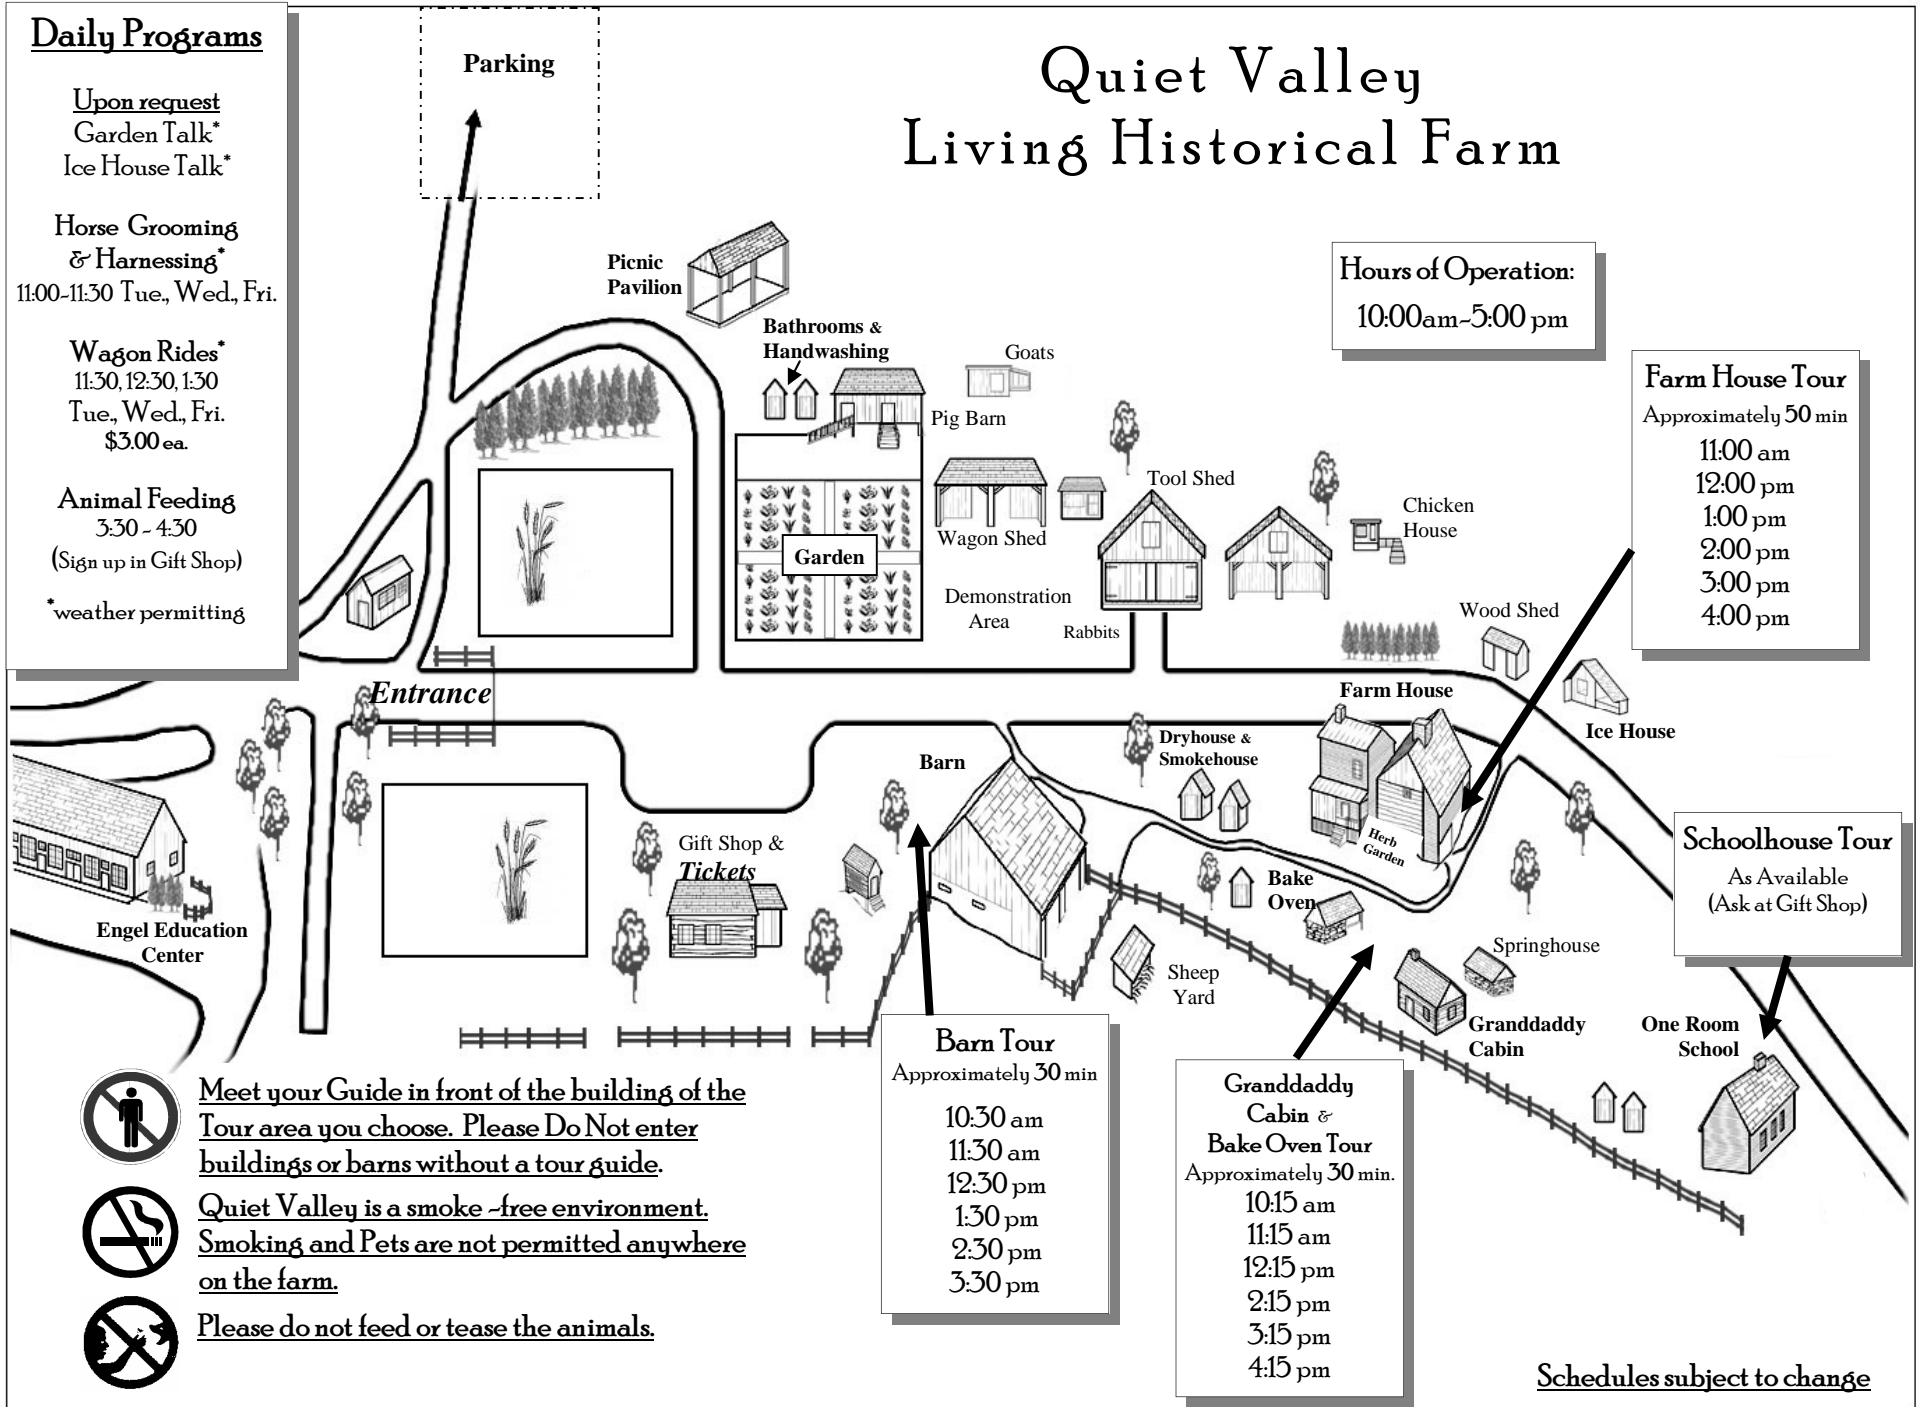 Daily Programs
Upon request
Garden Talk*
Ice House Talk*
Horse Grooming
& Harnessing*
11:00-11:30 Tue., Wed., Fri.
Wagon Rides*
11:30, 12:30, 1:30
Tue., Wed., Fri.
$3.00 ea.
Animal Feeding
3:30 - 4:30
(Sign up in Gift Shop)
*weather permitting
Parking
Quiet Valley
Living Historical Farm
Hours of Operation:
10:00am-5:00 pm
Farm House Tour
Approximately 50 min
11:00 am
12:00 pm
1:00 pm
2:00 pm
3:00 pm
4:00 pm
Picnic
Pavilion
Bathrooms &
Handwashing
Goats
Pig Barn
Tool Shed
Wagon Shed
Chicken
House
Garden
Demonstration
Area
Rabbits
Wood Shed
Entrance
Farm House
Ice House
Dryhouse &
Smokehouse
Barn
Herb
Garden
Gift Shop &
Tickets
Bake
Oven
Schoolhouse Tour
As Available
(Ask at Gift Shop)
Engel Education
Center
Sheep
Yard
Springhouse
Granddaddy
Cabin
One Room
School
Barn Tour
Approximately 30 min
10:30 am
11:30 am
12:30 pm
1:30 pm
2:30 pm
3:30 pm
Granddaddy
Cabin &
Bake Oven Tour
Approximately 30 min.
10:15 am
11:15 am
12:15 pm
2:15 pm
3:15 pm
4:15 pm
Meet your Guide in front of the building of the
Tour area you choose. Please Do Not enter
buildings or barns without a tour guide.
Quiet Valley is a smoke -free environment.
Smoking and Pets are not permitted anywhere
on the farm.
Please do not feed or tease the animals.
Schedules subject to change